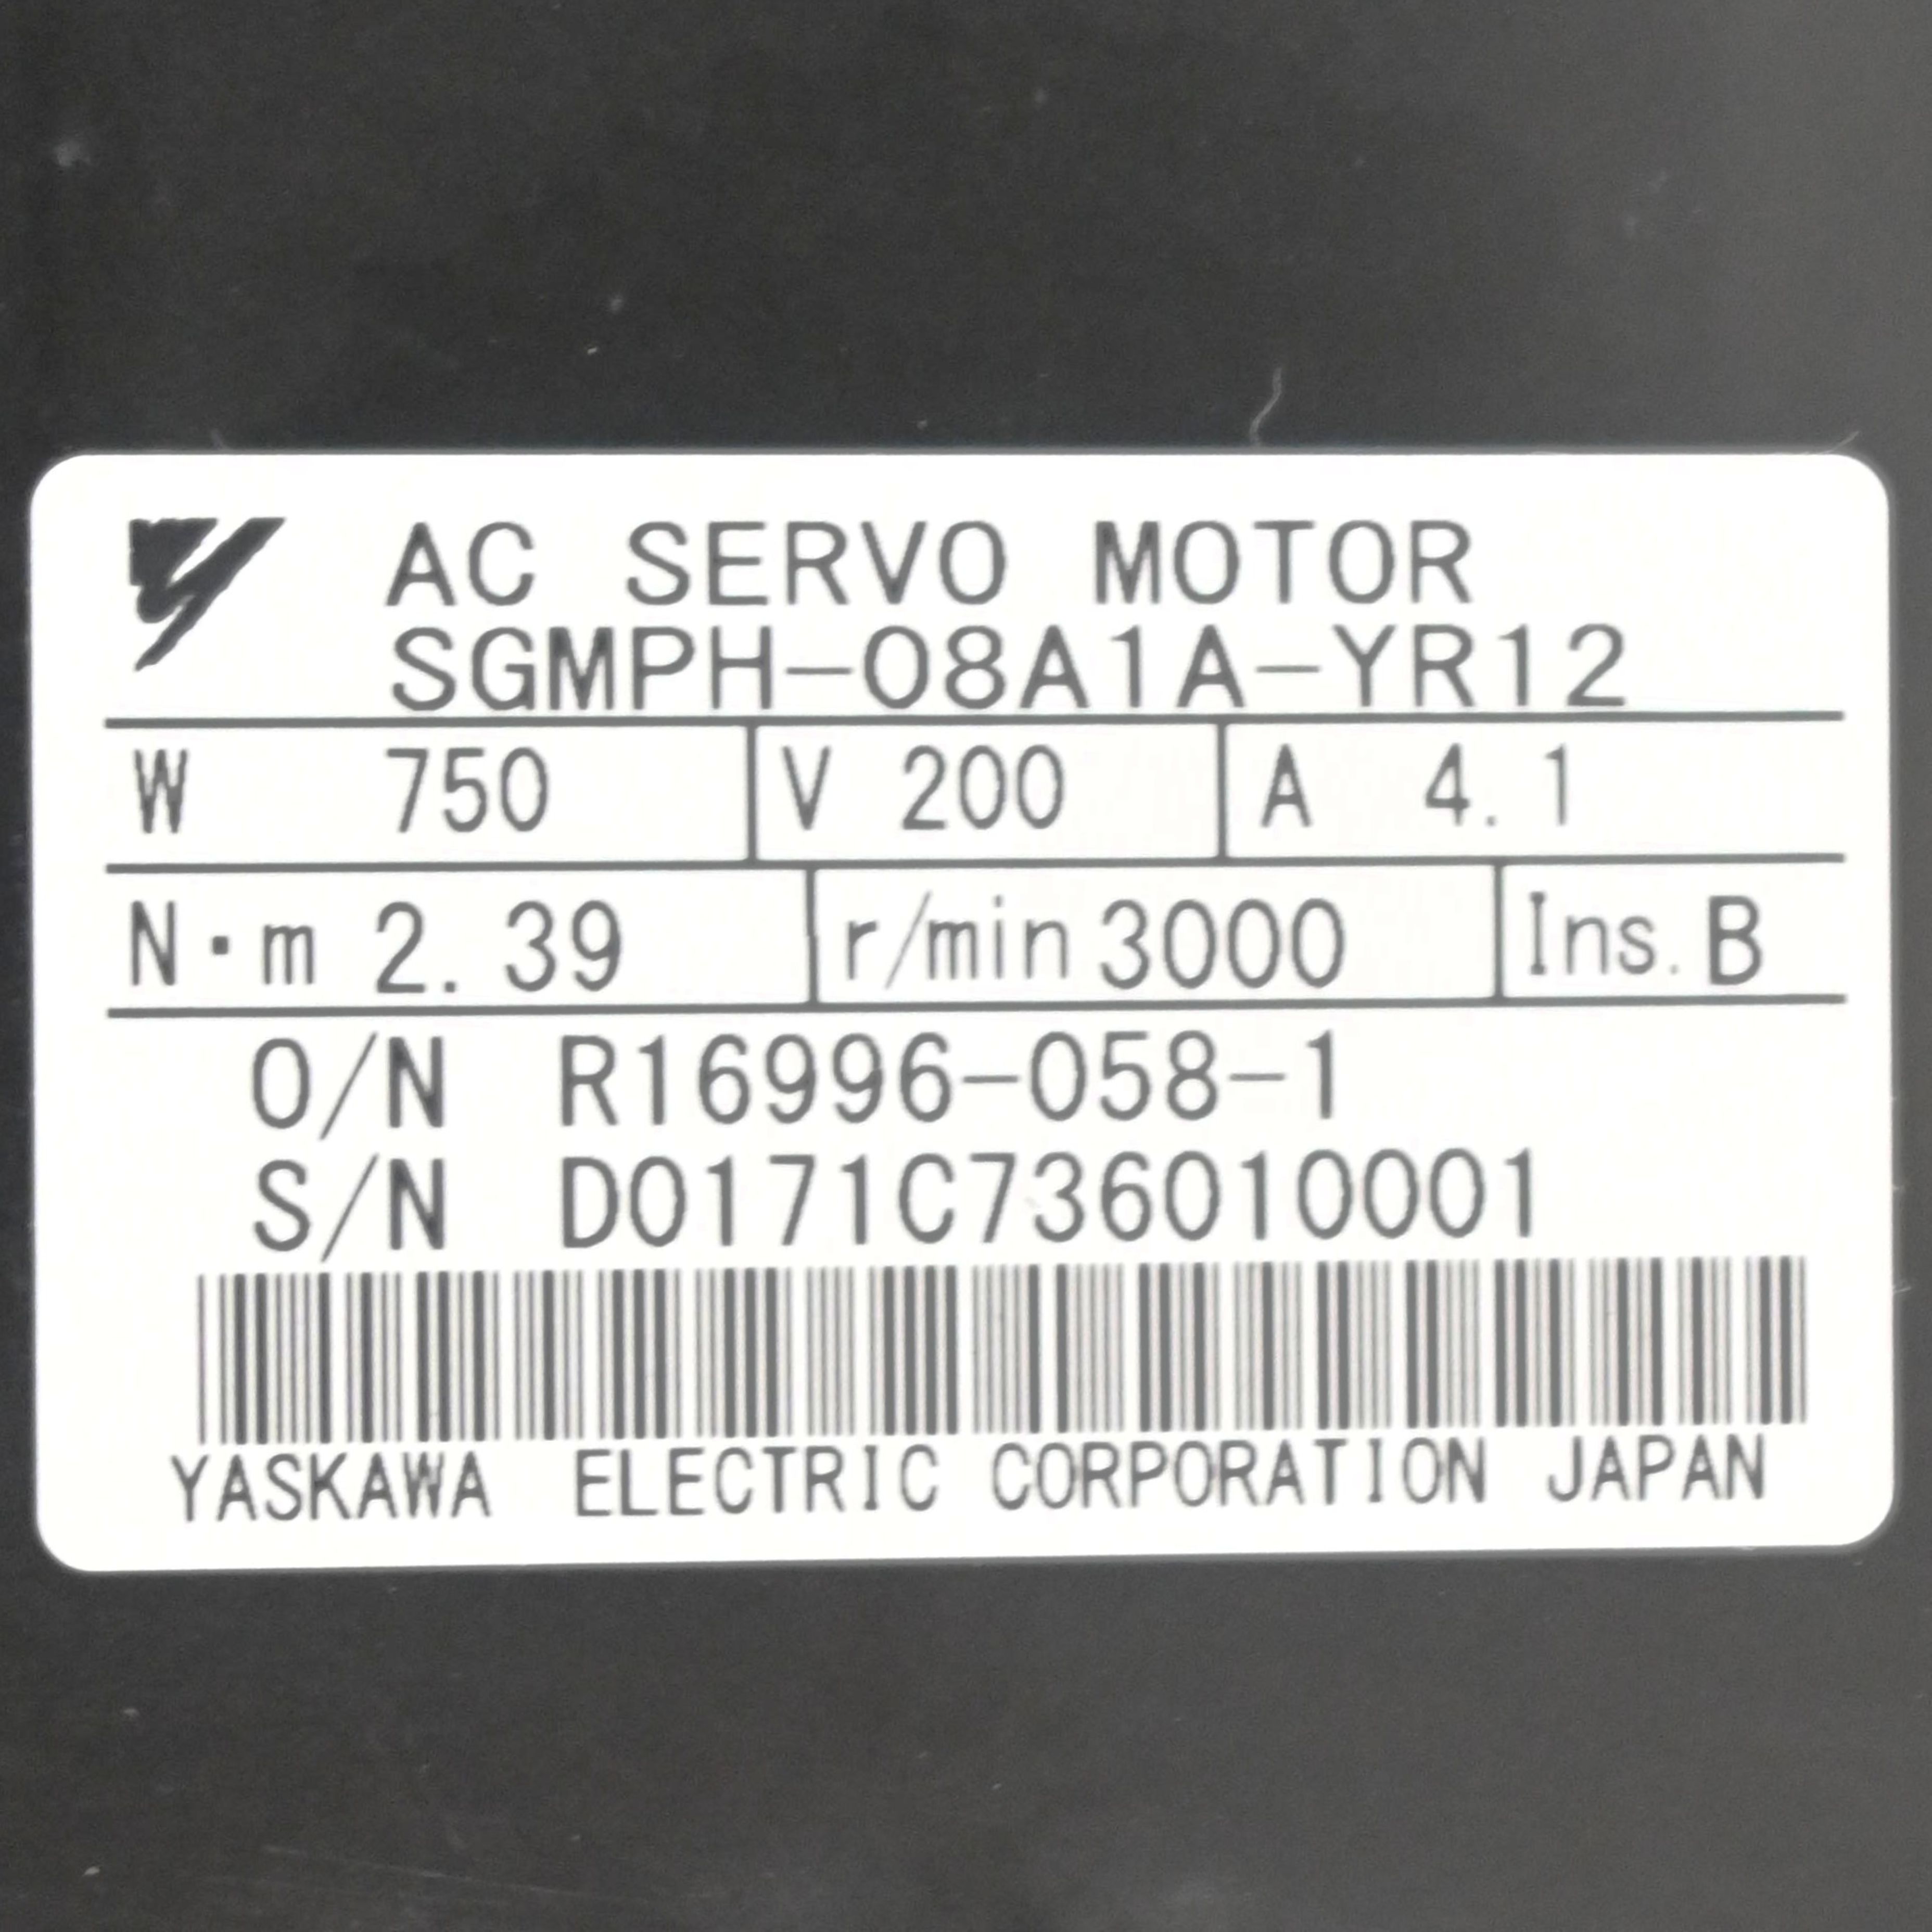 AC SERVO MOTOR
SGMPH-08A1A-YR12
W 750 V 200 A 4.1
N·m 2.39 r/min 3000 Ins. B
O/N R16996-058-1
S/N D0171C736010001
YASKAWA ELECTRIC CORPORATION JAPAN